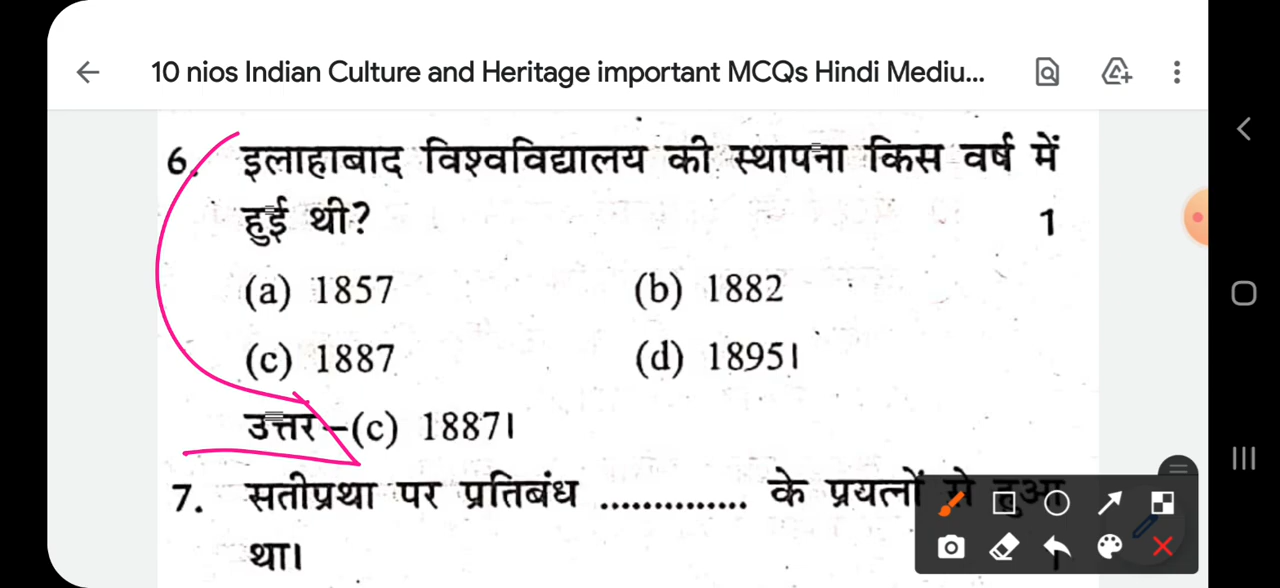 10 nios Indian Culture and Heritage important MCQs Hindi Mediu...
6. इलाहाबाद विश्वविद्यालय की स्थापना किस वर्ष में
हुई थी? 1
(a) 1857 (b) 1882
(c) 1887 (d) 1895।
उत्तर–(c) 1887।
7. सतीप्रथा पर प्रतिबंध .............. के प्रयत्नों से हुआ
था।